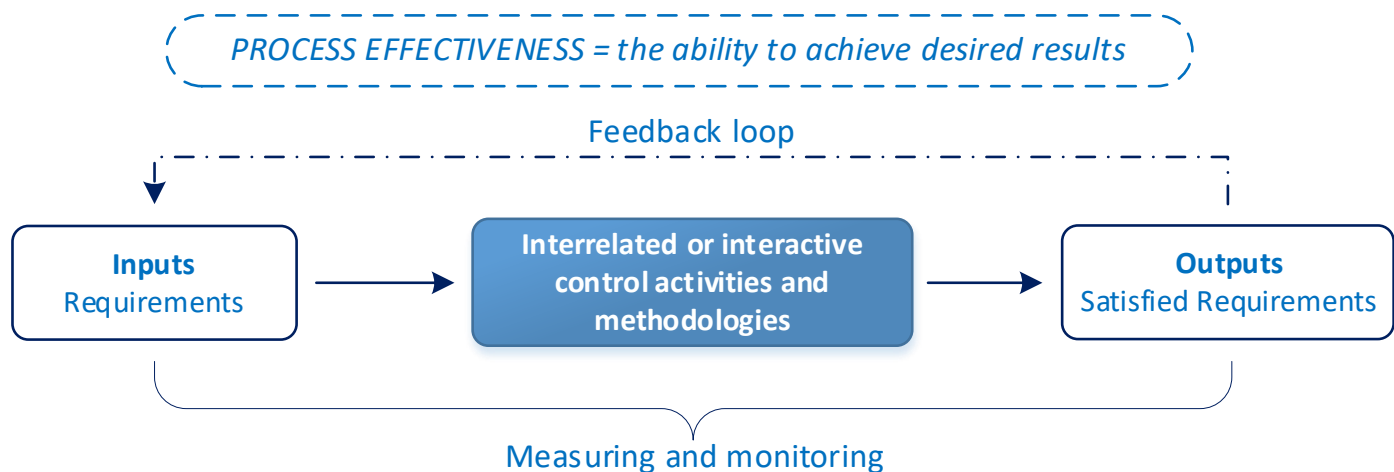 PROCESS EFFECTIVENESS = the ability to achieve desired results
Feedback loop
Inputs
Requirements
Interrelated or interactive
control activities and
methodologies
Outputs
Satisfied Requirements
Measuring and monitoring